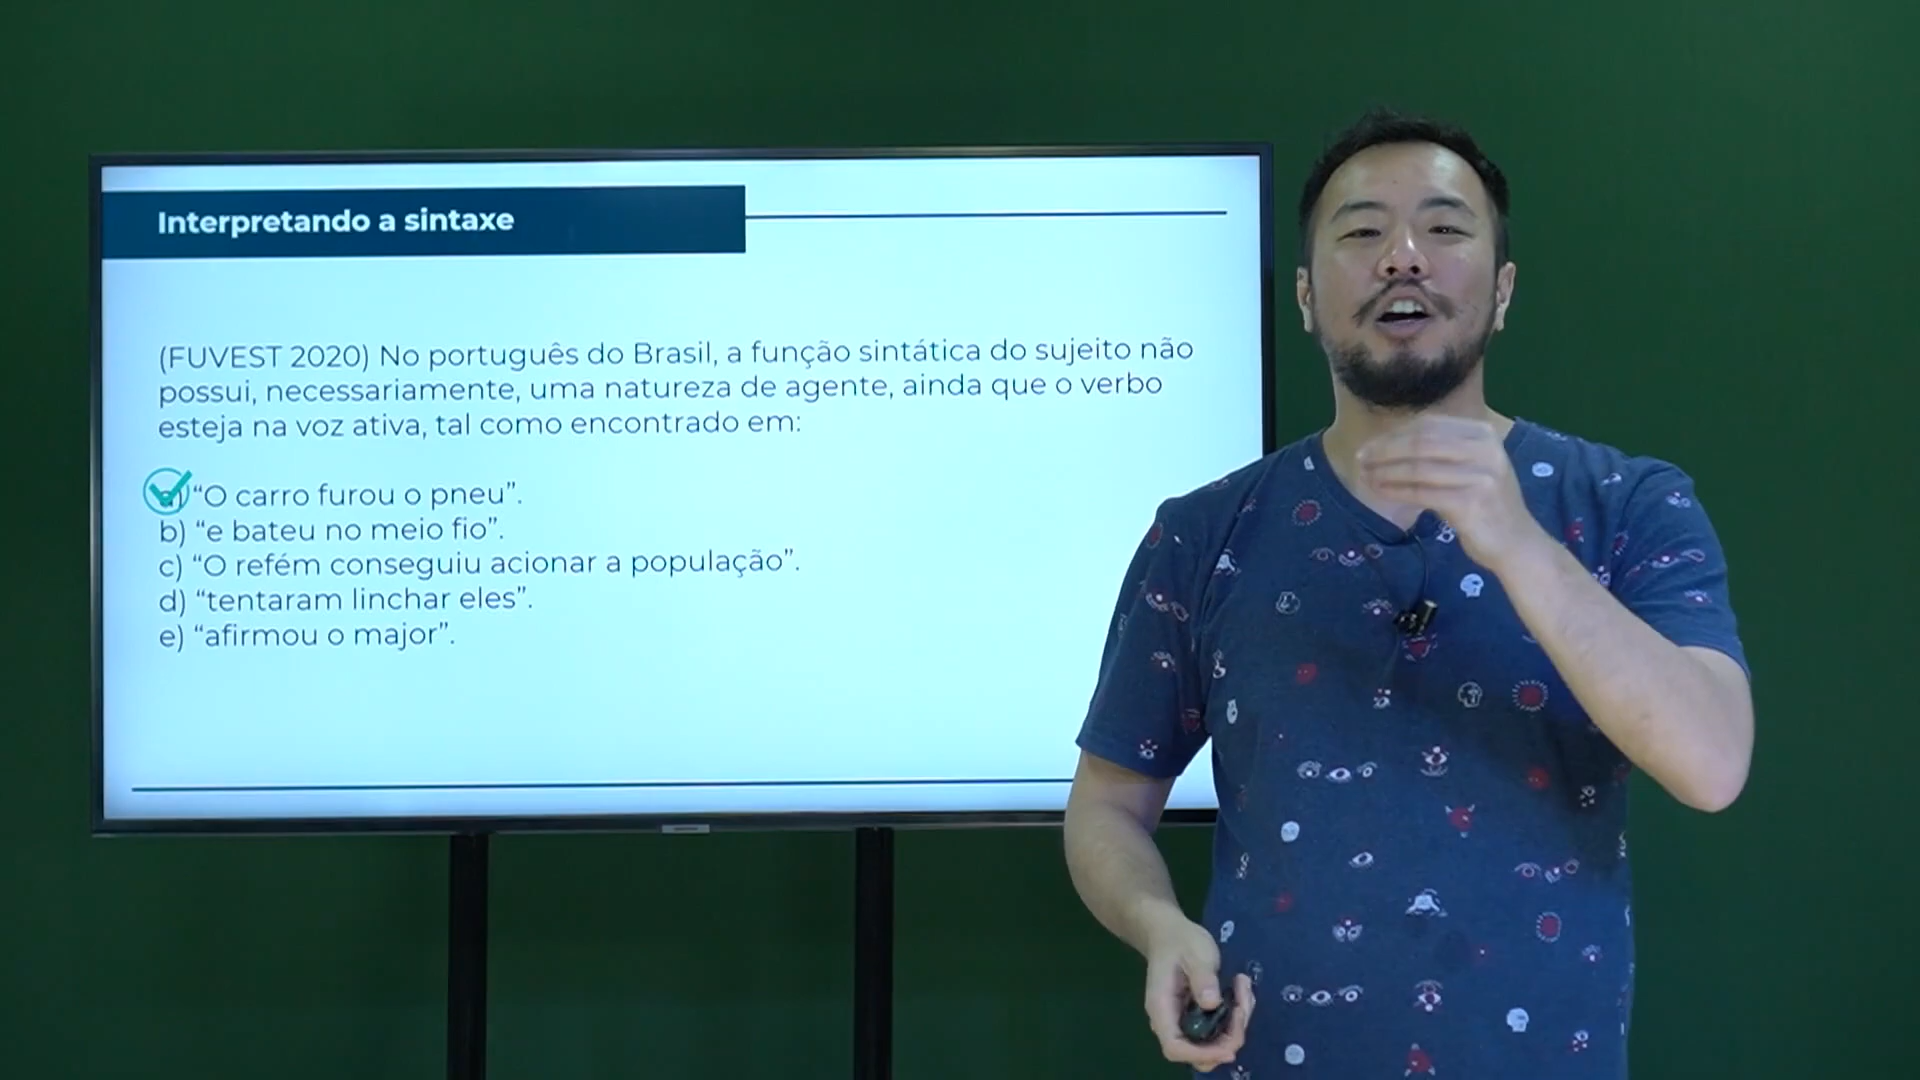 Interpretando a sintaxe
(FUVEST 2020) No português do Brasil, a função sintática do sujeito não
possui, necessariamente, uma natureza de agente, ainda que o verbo
esteja na voz ativa, tal como encontrado em:
a) “O carro furou o pneu”.
b) “e bateu no meio fio”.
c) “O refém conseguiu acionar a população”.
d) “tentaram linchar eles”.
e) “afirmou o major”.